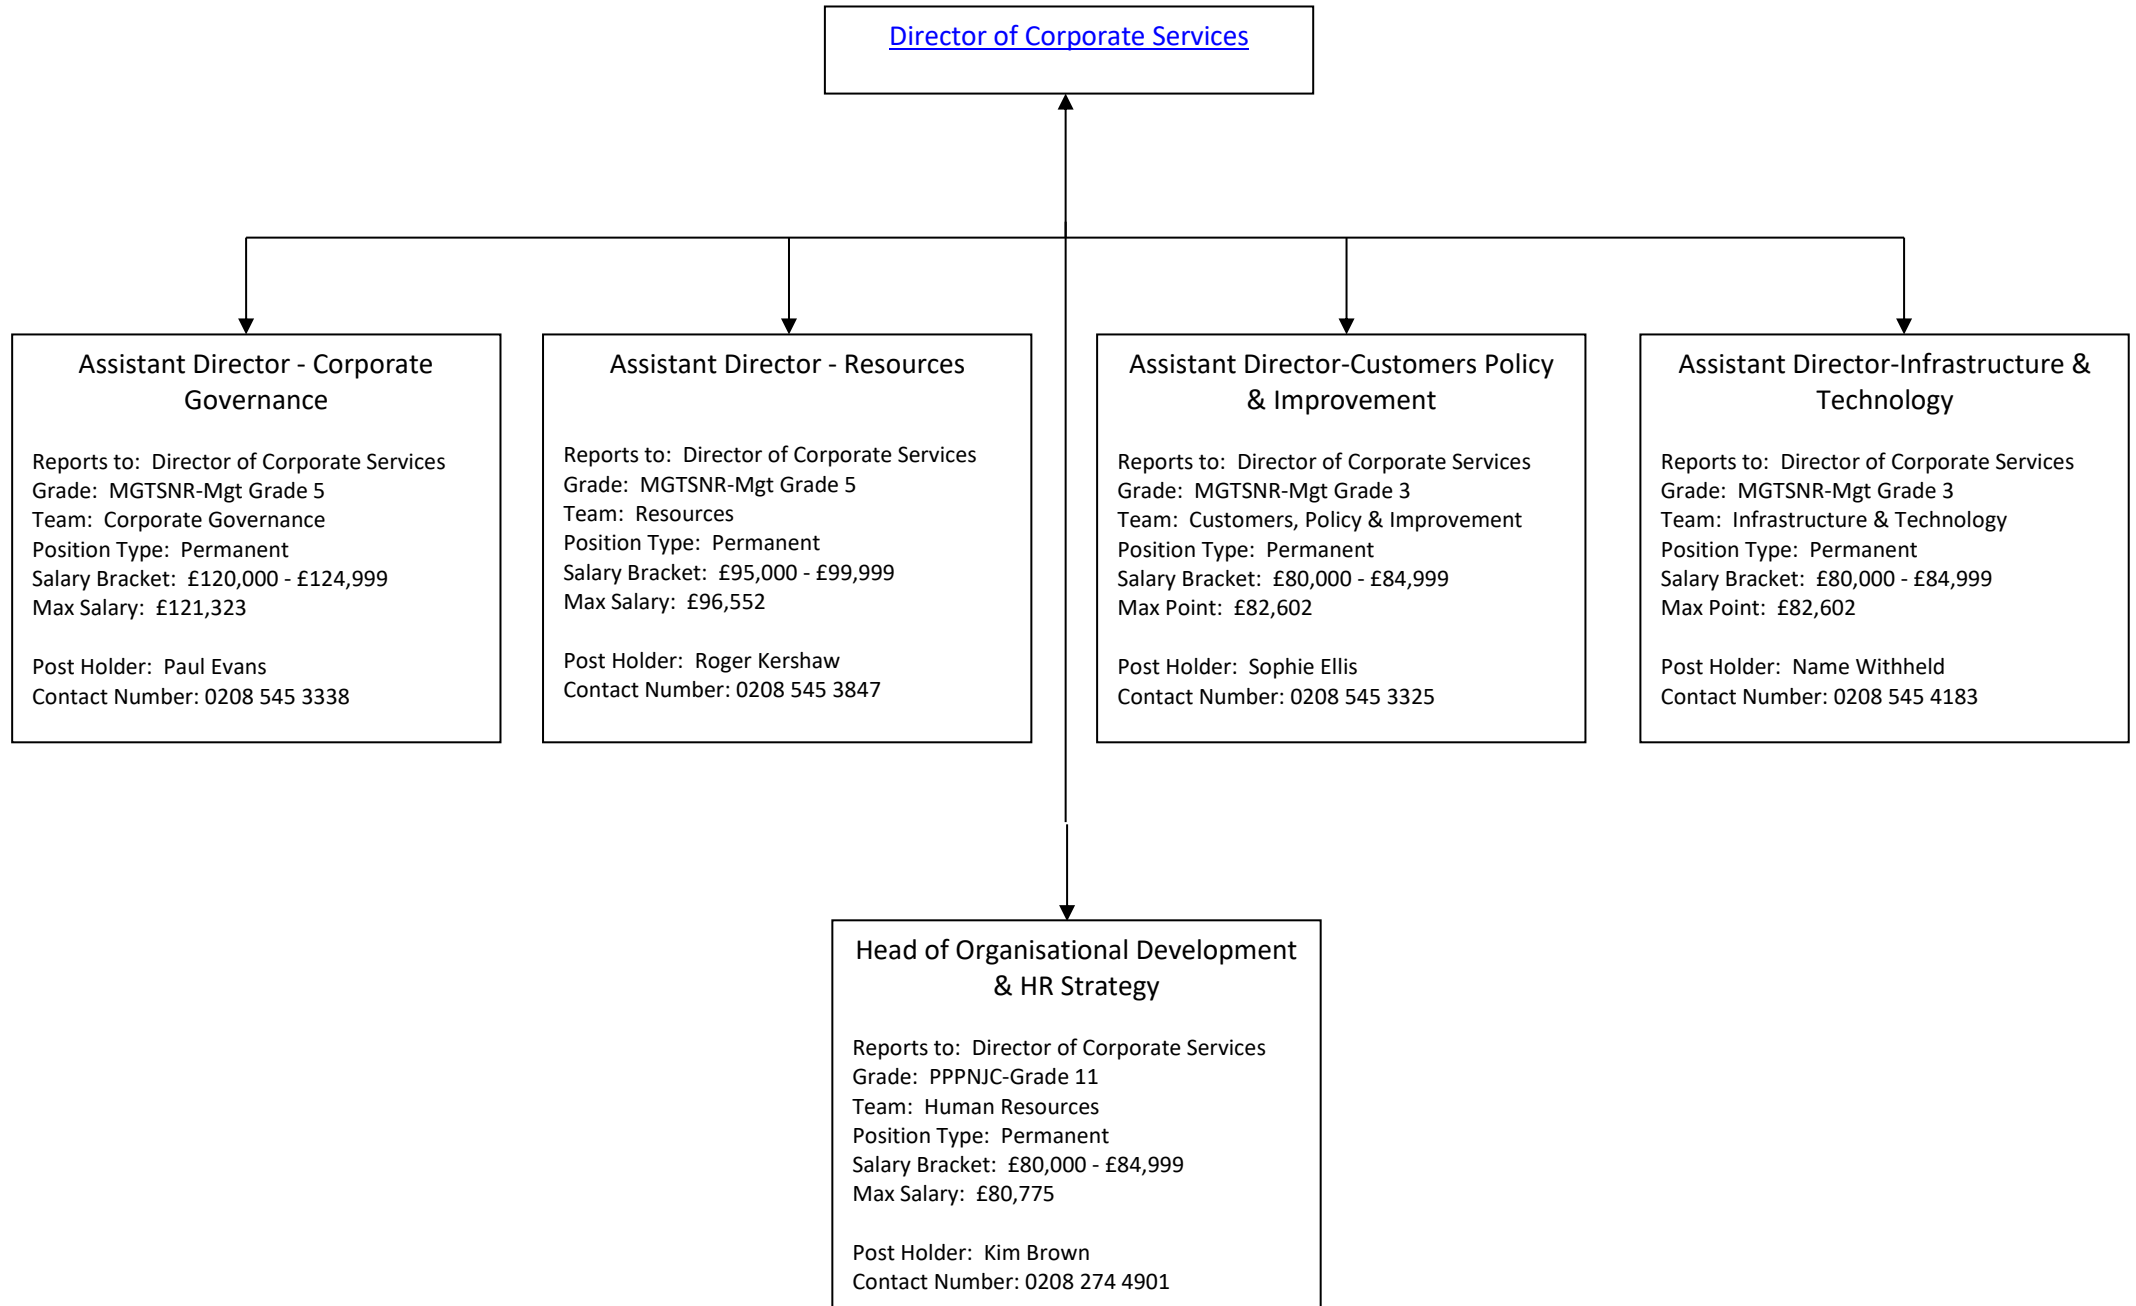 Director of Corporate Services
Assistant Director - Corporate
Governance
Reports to:  Director of Corporate Services
Grade:  MGTSNR-Mgt Grade 5
Team:  Corporate Governance
Position Type:  Permanent
Salary Bracket:  £120,000 - £124,999
Max Salary:  £121,323
Post Holder:  Paul Evans
Contact Number: 0208 545 3338
Assistant Director - Resources
Reports to:  Director of Corporate Services
Grade:  MGTSNR-Mgt Grade 5
Team:  Resources
Position Type:  Permanent
Salary Bracket:  £95,000 - £99,999
Max Salary:  £96,552
Post Holder:  Roger Kershaw
Contact Number: 0208 545 3847
Assistant Director-Customers Policy
& Improvement
Reports to:  Director of Corporate Services
Grade:  MGTSNR-Mgt Grade 3
Team:  Customers, Policy & Improvement
Position Type:  Permanent
Salary Bracket:  £80,000 - £84,999
Max Point:  £82,602
Post Holder:  Sophie Ellis
Contact Number: 0208 545 3325
Assistant Director-Infrastructure &
Technology
Reports to:  Director of Corporate Services
Grade:  MGTSNR-Mgt Grade 3
Team:  Infrastructure & Technology
Position Type:  Permanent
Salary Bracket:  £80,000 - £84,999
Max Point:  £82,602
Post Holder:  Name Withheld
Contact Number: 0208 545 4183
Head of Organisational Development
& HR Strategy
Reports to:  Director of Corporate Services
Grade:  PPPNJC-Grade 11
Team:  Human Resources
Position Type:  Permanent
Salary Bracket:  £80,000 - £84,999
Max Salary:  £80,775
Post Holder:  Kim Brown
Contact Number: 0208 274 4901